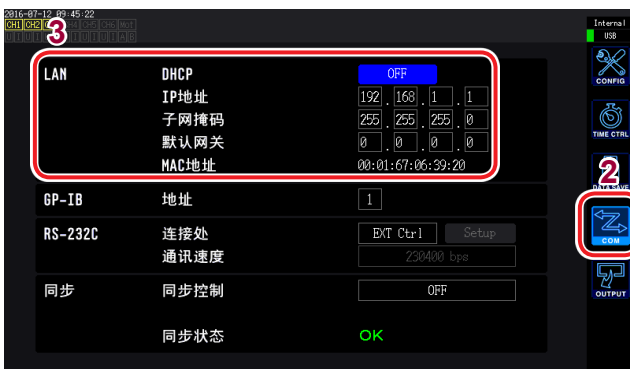 2016-07-12 09:45:22
CH1 CH2 CH4 CH5 CH6 Mot
U I U I U I U I A B
Internal
USB
3
LAN DHCP OFF
IP地址 192 . 168 . 1 . 1
子网掩码 255 . 255 . 255 . 0
默认网关 0 . 0 . 0 . 0
MAC地址 00:01:67:06:39:20
GP-IB 地址 1
RS-232C 连接处 EXT Ctrl Setup
通讯速度 230400 bps
同步 同步控制 OFF
同步状态 OK
CONFIG
TIME CTRL
2
DATA SAVE
COM
OUTPUT